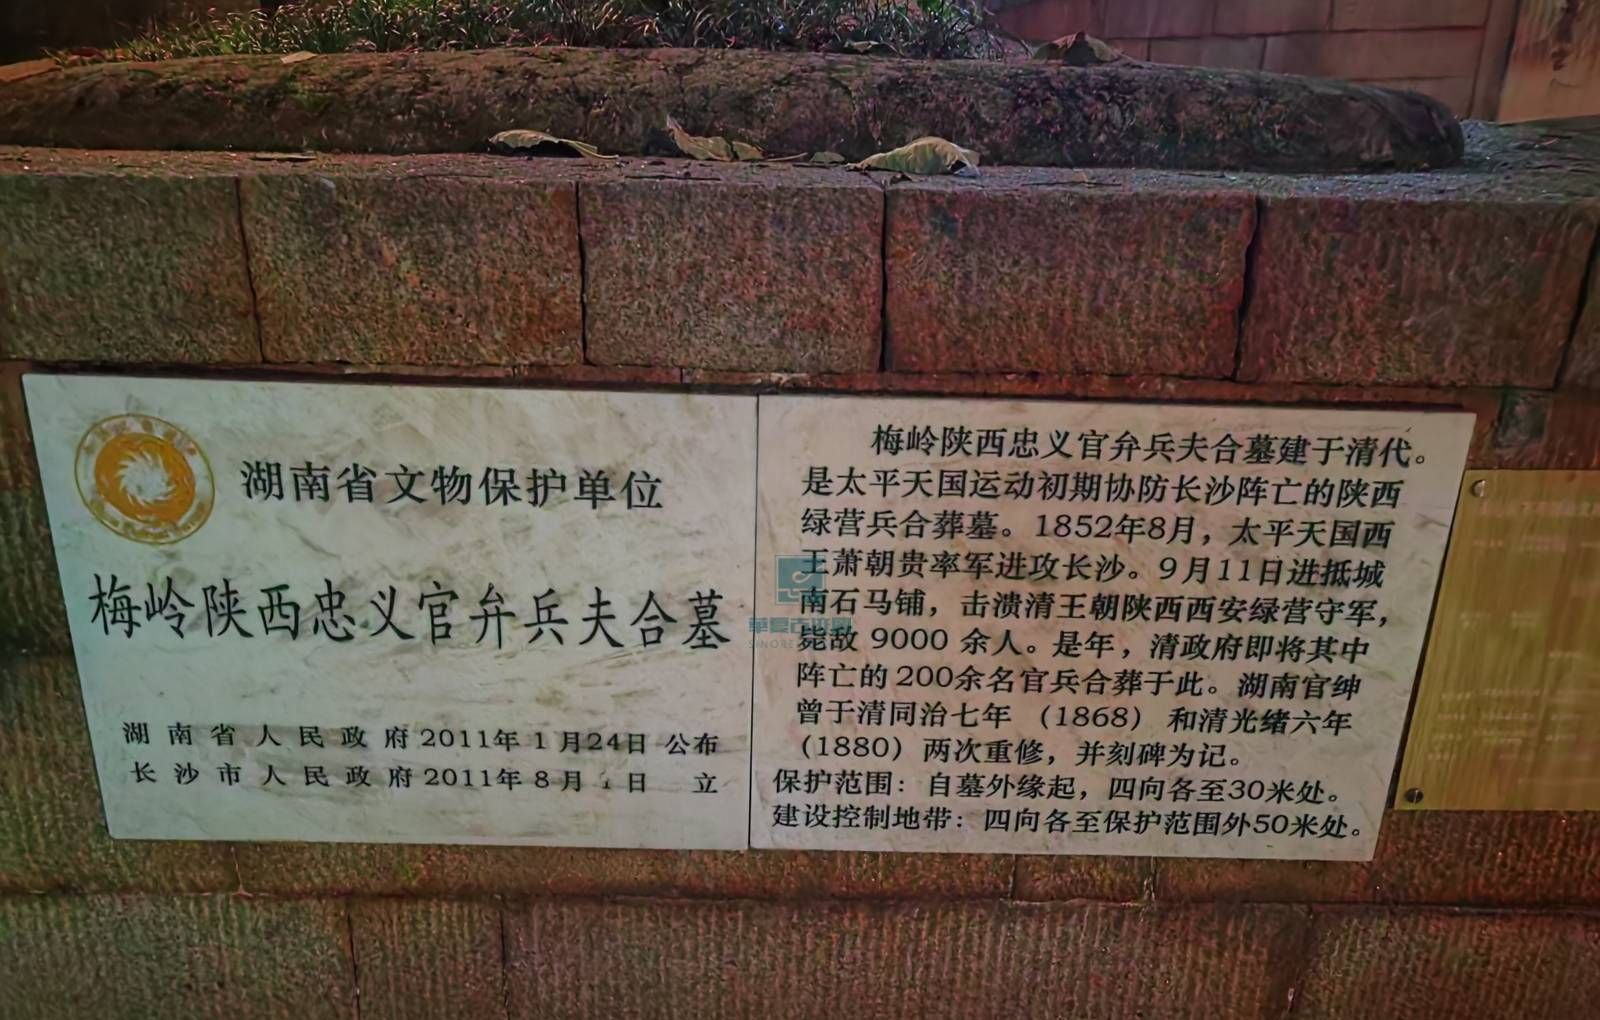 湖南省文物保护单位
梅岭陕西忠义官弁兵夫合墓
湖南省人民政府2011年1月24日 公布
长沙市人民政府2011年8月1日 立
梅岭陕西忠义官弁兵夫合墓建于清代。
是太平天国运动初期协防长沙阵亡的陕西
绿营兵合葬墓。1852年8月，太平天国西
王萧朝贵率军进攻长沙。9月11日进抵城
南石马铺，击溃清王朝陕西西安绿营守军，
毙敌 9000 余人。是年，清政府即将其中
阵亡的 200余名官兵合葬于此。湖南官绅
曾于清同治七年 （1868） 和清光绪六年
（1880）两次重修，并刻碑为记。
保护范围：自墓外缘起，四向各至30米处。
建设控制地带：四向各至保护范围外50米处。